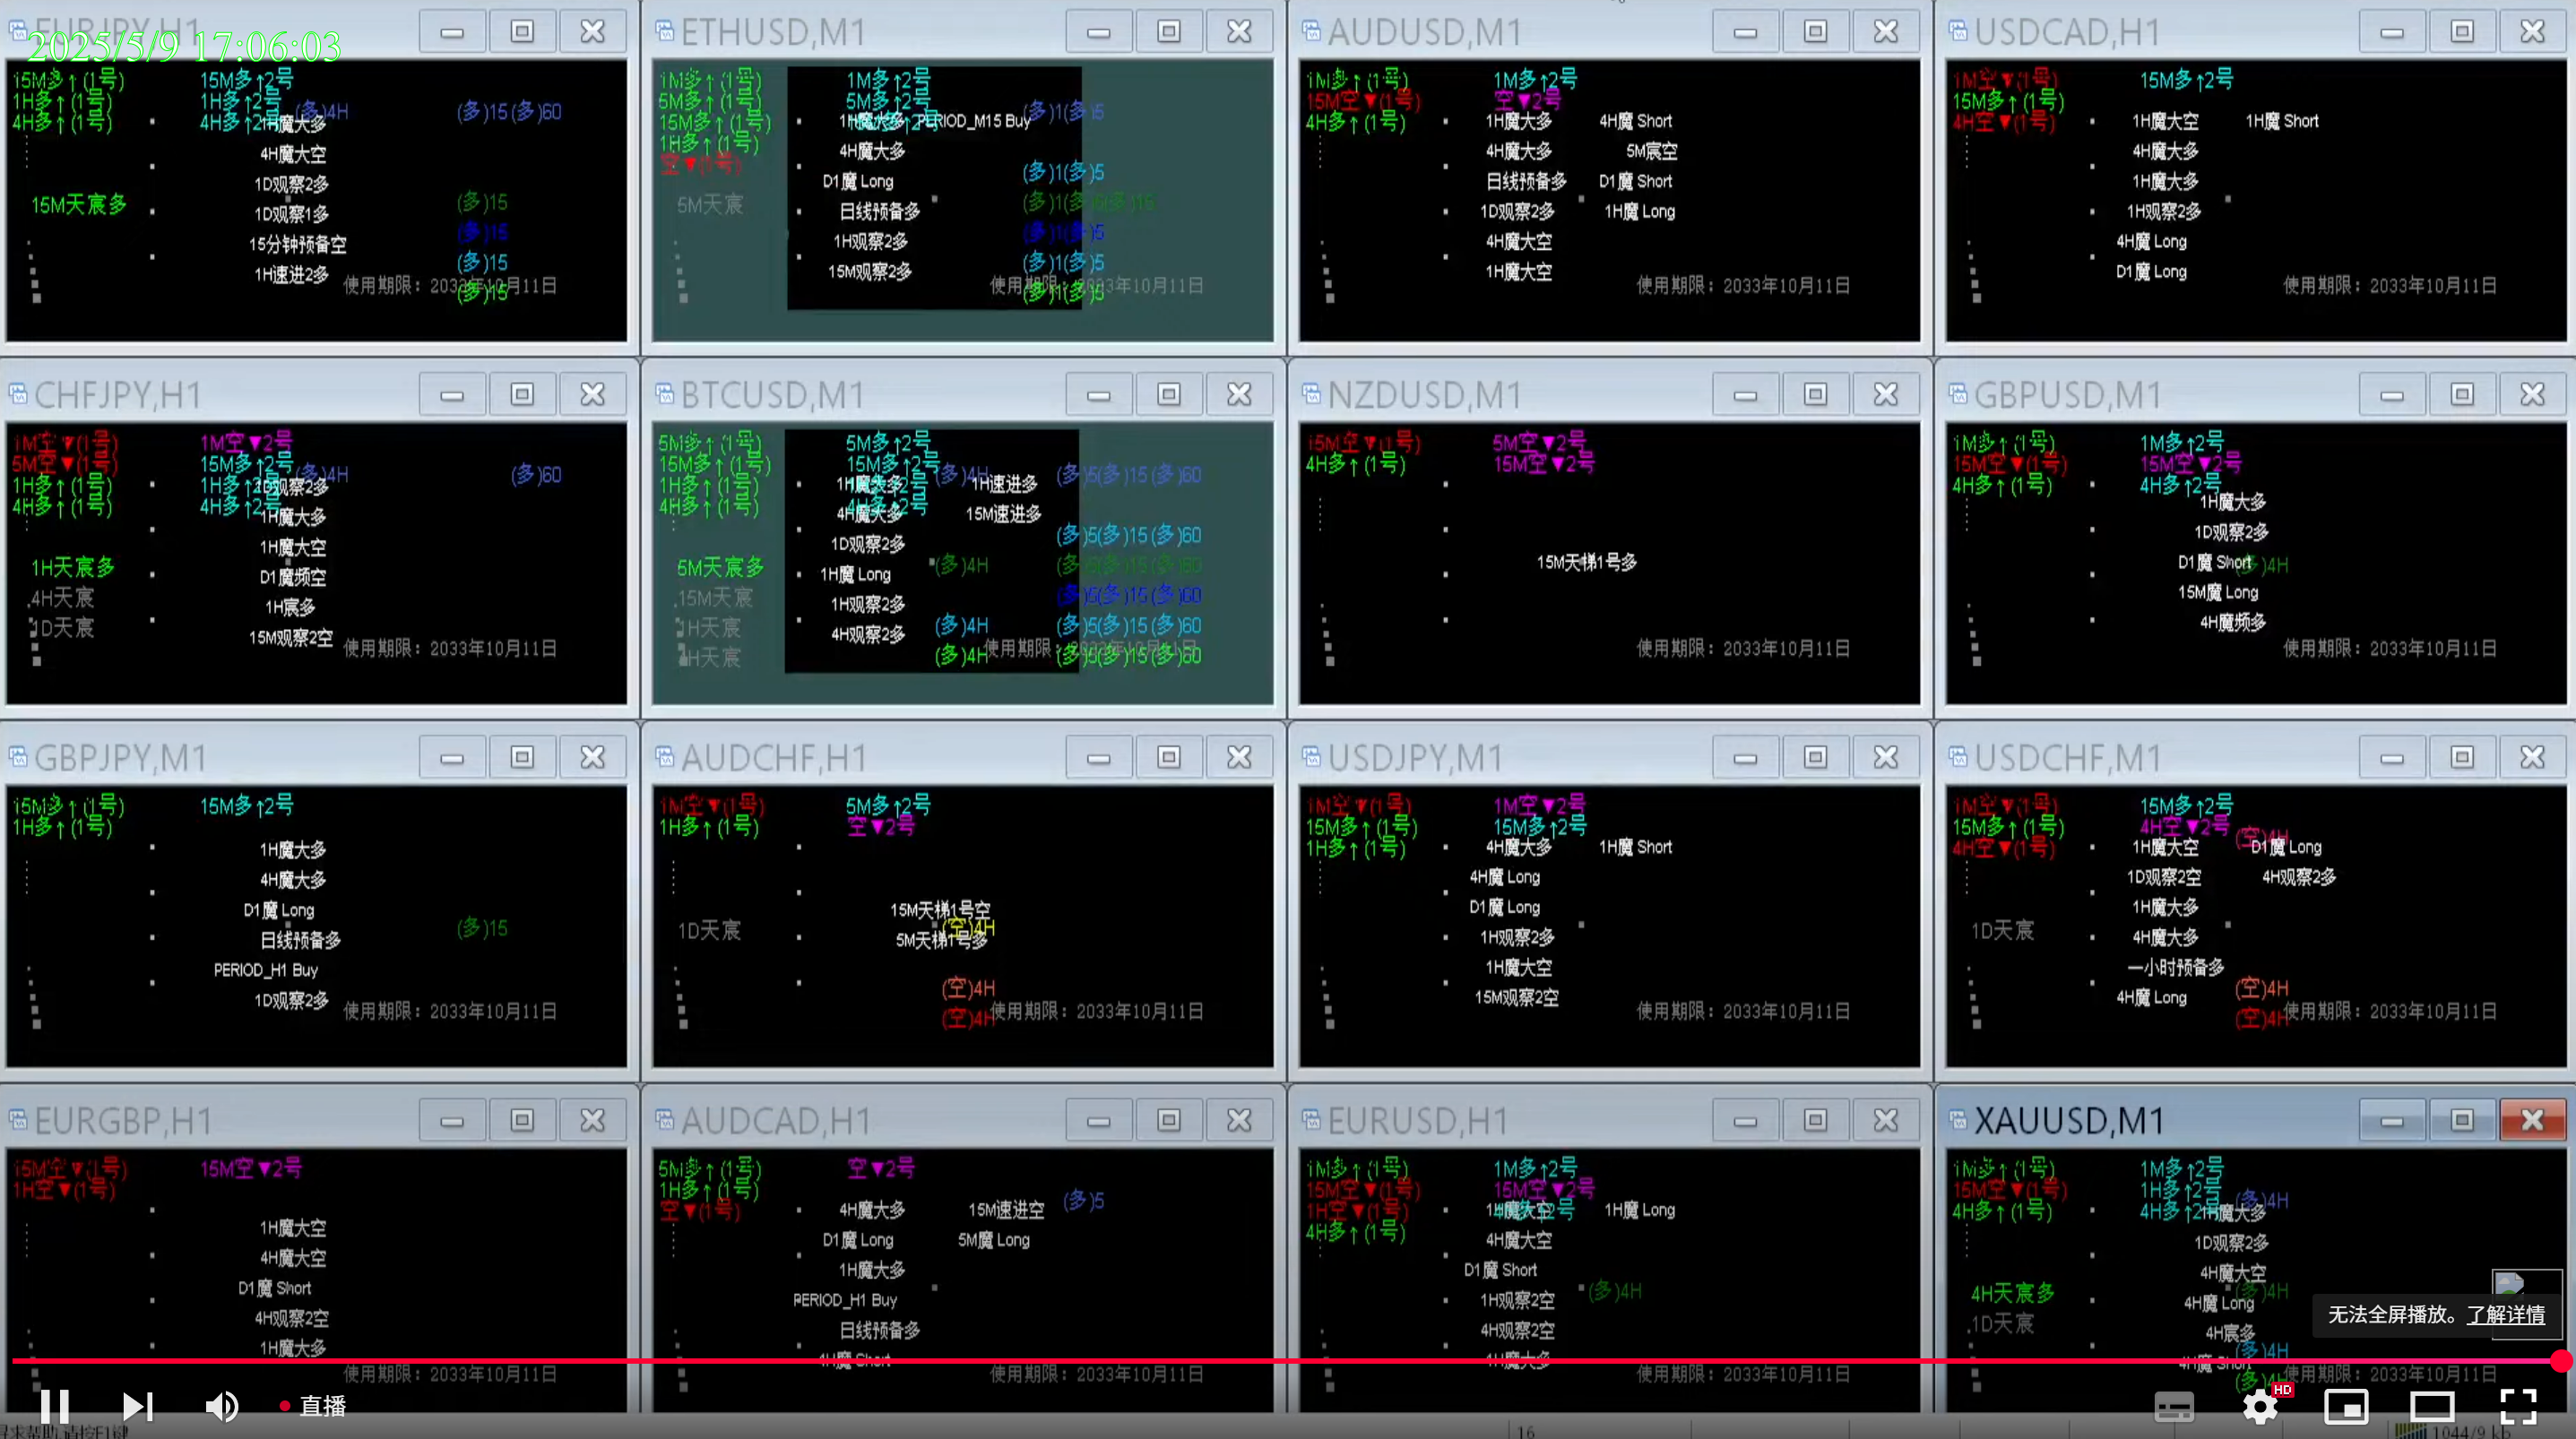 EURJPY,H1
2025/5/9 17:06:03
15M多↑(1号) 15M多↑2号
1H多↑(1号) 1H多↑2号 (多)4H (多)15(多)60
4H多↑(1号) 4H多↑2号 1H魔大多
4H魔大空
1D观察2多
15M天宸多 1D观察1多 (多)15
15分钟预备空 (多)15
1H速进2多 (多)15
使用期限：2033年10月11日 (多)15
ETHUSD,M1
1M多↑(1号) 1M多↑2号
5M多↑(1号) 5M多↑2号 (多)1(多)5
15M多↑(1号) 1H魔大多 PERIOD_M15 Buy
1H多↑(1号)
空▼(1号) 4H魔大多
D1魔 Long (多)1(多)5
5M天宸 日线预备多 (多)1(多)5(多)15
1H观察2多 (多)1(多)5
15M观察2多 (多)1(多)5
使用期限：2033年10月11日 (多)1(多)5
AUDUSD,M1
1M多↑(1号) 1M多↑2号
15M空▼(1号) 空▼2号
4H多↑(1号) 1H魔大多 4H魔 Short
4H魔大多 5M宸空
日线预备多 D1魔 Short
1D观察2多 1H魔 Long
4H魔大空
1H魔大空
使用期限：2033年10月11日
USDCAD,H1
1M空▼(1号) 15M多↑2号
15M多↑(1号)
4H空▼(1号) 1H魔大空 1H魔 Short
4H魔大多
1H魔大多
1H观察2多
4H魔 Long
D1魔 Long
使用期限：2033年10月11日
CHFJPY,H1
1M空▼(1号) 1M空▼2号
5M空▼(1号) 15M多↑2号 (多)4H (多)60
1H多↑(1号) 1H多↑2号 1D观察2多
4H多↑(1号) 4H多↑2号 1H魔大多
1H魔大空
1H天宸多 D1魔频空
4H天宸 1H宸多
1D天宸 15M观察2空
使用期限：2033年10月11日
BTCUSD,M1
5M多↑(1号) 5M多↑2号
15M多↑(1号) 15M多↑2号 (多)4H (多)5(多)15(多)60
1H多↑(1号) 1H魔大多 1H速进多
4H多↑(1号) 4H魔大多 15M速进多
1D观察2多 (多)5(多)15(多)60
5M天宸多 1H魔 Long (多)4H (多)5(多)15(多)60
15M天宸 1H观察2多 (多)5(多)15(多)60
1H天宸 4H观察2多 (多)4H (多)5(多)15(多)60
4H天宸 (多)4H 使用期限： (多)5(多)15(多)60
NZDUSD,M1
15M空▼(1号) 5M空▼2号
4H多↑(1号) 15M空▼2号
15M天梯1号多
使用期限：2033年10月11日
GBPUSD,M1
1M多↑(1号) 1M多↑2号
15M空▼(1号) 15M空▼2号
4H多↑(1号) 4H多↑2号
1H魔大多
1D观察2多
D1魔 Short (多)4H
15M魔 Long
4H魔频多
使用期限：2033年10月11日
GBPJPY,M1
15M多↑(1号) 15M多↑2号
1H多↑(1号)
1H魔大多
4H魔大多
D1魔 Long (多)15
日线预备多
PERIOD_H1 Buy
1D观察2多
使用期限：2033年10月11日
AUDCHF,H1
1M空▼(1号) 5M多↑2号
1H多↑(1号) 空▼2号
15M天梯1号空
1D天宸 (空)4H
5M天梯1号多
(空)4H
(空)4H 使用期限：2033年10月11日
USDJPY,M1
1M空▼(1号) 1M空▼2号
15M多↑(1号) 15M多↑2号
1H多↑(1号) 4H魔大多 1H魔 Short
4H魔 Long
D1魔 Long
1H观察2多
1H魔大空
15M观察2空
使用期限：2033年10月11日
USDCHF,M1
1M空▼(1号) 15M多↑2号
15M多↑(1号) 4H空▼2号 (空)4H
4H空▼(1号) 1H魔大空 D1魔 Long
1D观察2空 4H观察2多
1H魔大多
1D天宸 4H魔大多
一小时预备多
4H魔 Long (空)4H
(空)4H 使用期限：2033年10月11日
EURGBP,H1
15M空▼(1号) 15M空▼2号
1H空▼(1号)
1H魔大空
4H魔大空
D1魔 Short
4H观察2空
1H魔大多
使用期限：2033年10月11日
AUDCAD,H1
5M多↑(1号) 空▼2号
1H多↑(1号) (多)5
空▼(1号) 4H魔大多 15M速进空
D1魔 Long 5M魔 Long
1H魔大多
PERIOD_H1 Buy
日线预备多
4H魔 Short
使用期限：2033年10月11日
EURUSD,H1
1M多↑(1号) 1M多↑2号
15M空▼(1号) 15M空▼2号
1H空▼(1号) 1H魔大空 1H魔 Long
4H多↑(1号) 4H魔大空
D1魔 Short
1H观察2空 (多)4H
4H观察2空
4H魔大多
使用期限：2033年10月11日
XAUUSD,M1
1M多↑(1号) 1M多↑2号
15M空▼(1号) 1H多↑2号 (多)4H
4H多↑(1号) 4H多↑2号 1H魔大多
1D观察2多
4H魔大空
4H天宸多 4H魔 Long (多)4H
1D天宸 4H宸多
4H魔 Short (多)4H
(多)4H 使用期限：2033年10月11日
无法全屏播放。了解详情
直播
HD
16
1044/9 kb